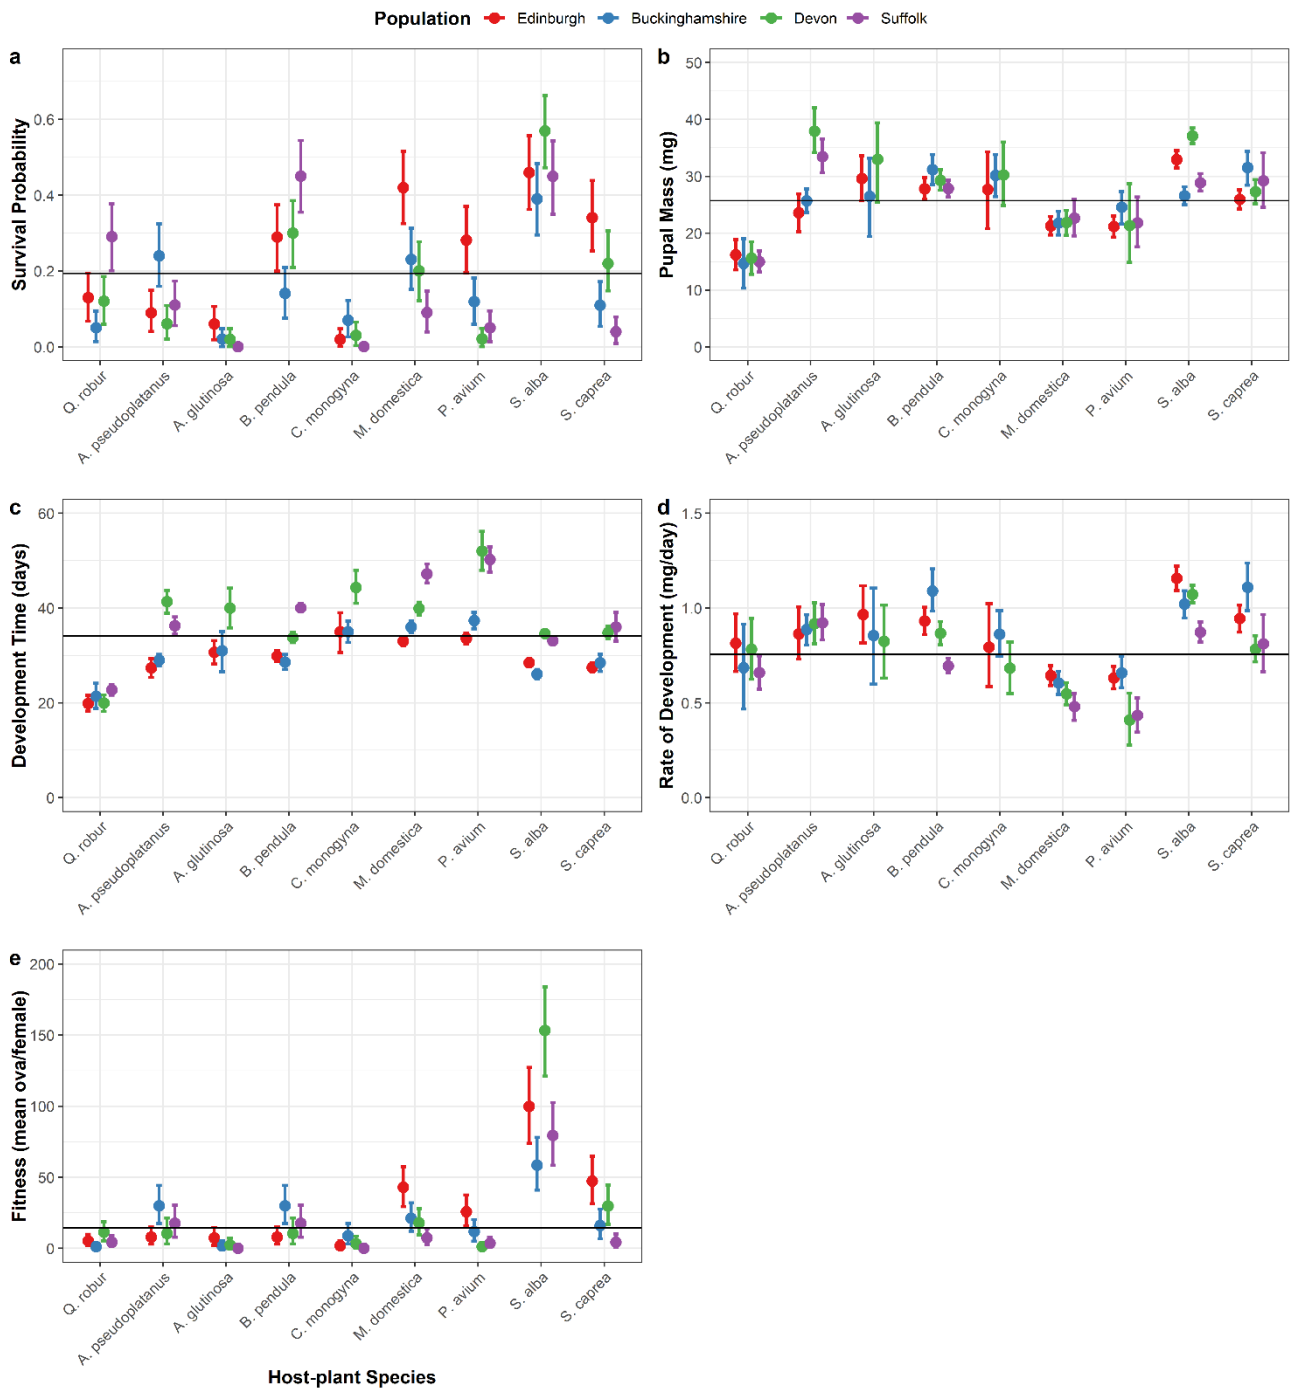 Population Edinburgh Buckinghamshire Devon Suffolk
a
Survival Probability
0.6
0.4
0.2
0.0
Q. robur
A. pseudoplatanus
A. glutinosa
B. pendula
C. monogyna
M. domestica
P. avium
S. alba
S. caprea
b
Pupal Mass (mg)
50
40
30
20
10
0
Q. robur
A. pseudoplatanus
A. glutinosa
B. pendula
C. monogyna
M. domestica
P. avium
S. alba
S. caprea
c
Development Time (days)
60
40
20
0
Q. robur
A. pseudoplatanus
A. glutinosa
B. pendula
C. monogyna
M. domestica
P. avium
S. alba
S. caprea
d
Rate of Development (mg/day)
1.5
1.0
0.5
0.0
Q. robur
A. pseudoplatanus
A. glutinosa
B. pendula
C. monogyna
M. domestica
P. avium
S. alba
S. caprea
e
Fitness (mean ova/female)
200
150
100
50
0
Q. robur
A. pseudoplatanus
A. glutinosa
B. pendula
C. monogyna
M. domestica
P. avium
S. alba
S. caprea
Host-plant Species